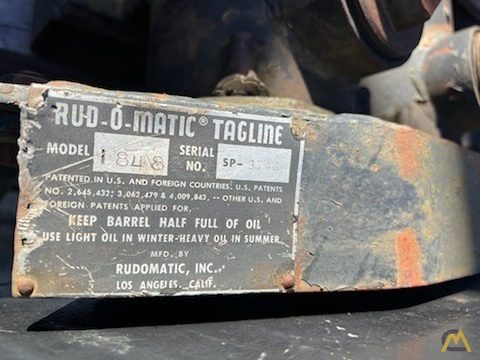 RUD-O-MATIC® TAGLINE
MODEL 1848 SERIAL NO. SP-
PATENTED IN U.S. AND FOREIGN COUNTRIES. U.S. PATENTS
NO. 2,645,432; 3,062,479 & 4,009,843, -- OTHER U.S. AND
FOREIGN PATENTS APPLIED FOR.
KEEP BARREL HALF FULL OF OIL
USE LIGHT OIL IN WINTER-HEAVY OIL IN SUMMER
MFD. BY
RUDOMATIC, INC.
LOS ANGELES, CALIF.